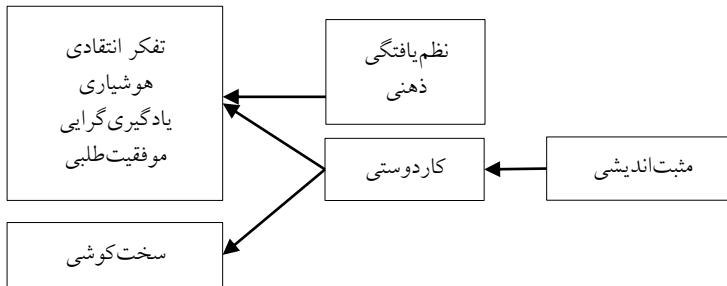 تفکر انتقادی
هوشیاری
یادگیری‌گرایی
موفقیت‌طلبی
نظم‌یافتگی
ذهنی
کاردوستی
مثبت‌اندیشی
سخت‌کوشی